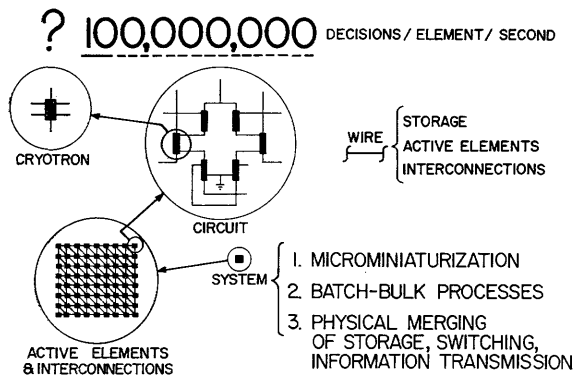 ? 100,000,000 DECISIONS/ELEMENT/SECOND
CRYOTRON
CIRCUIT
WIRE
STORAGE
ACTIVE ELEMENTS
INTERCONNECTIONS
ACTIVE ELEMENTS
& INTERCONNECTIONS
SYSTEM
1. MICROMINIATURIZATION
2. BATCH-BULK PROCESSES
3. PHYSICAL MERGING
OF STORAGE, SWITCHING,
INFORMATION TRANSMISSION